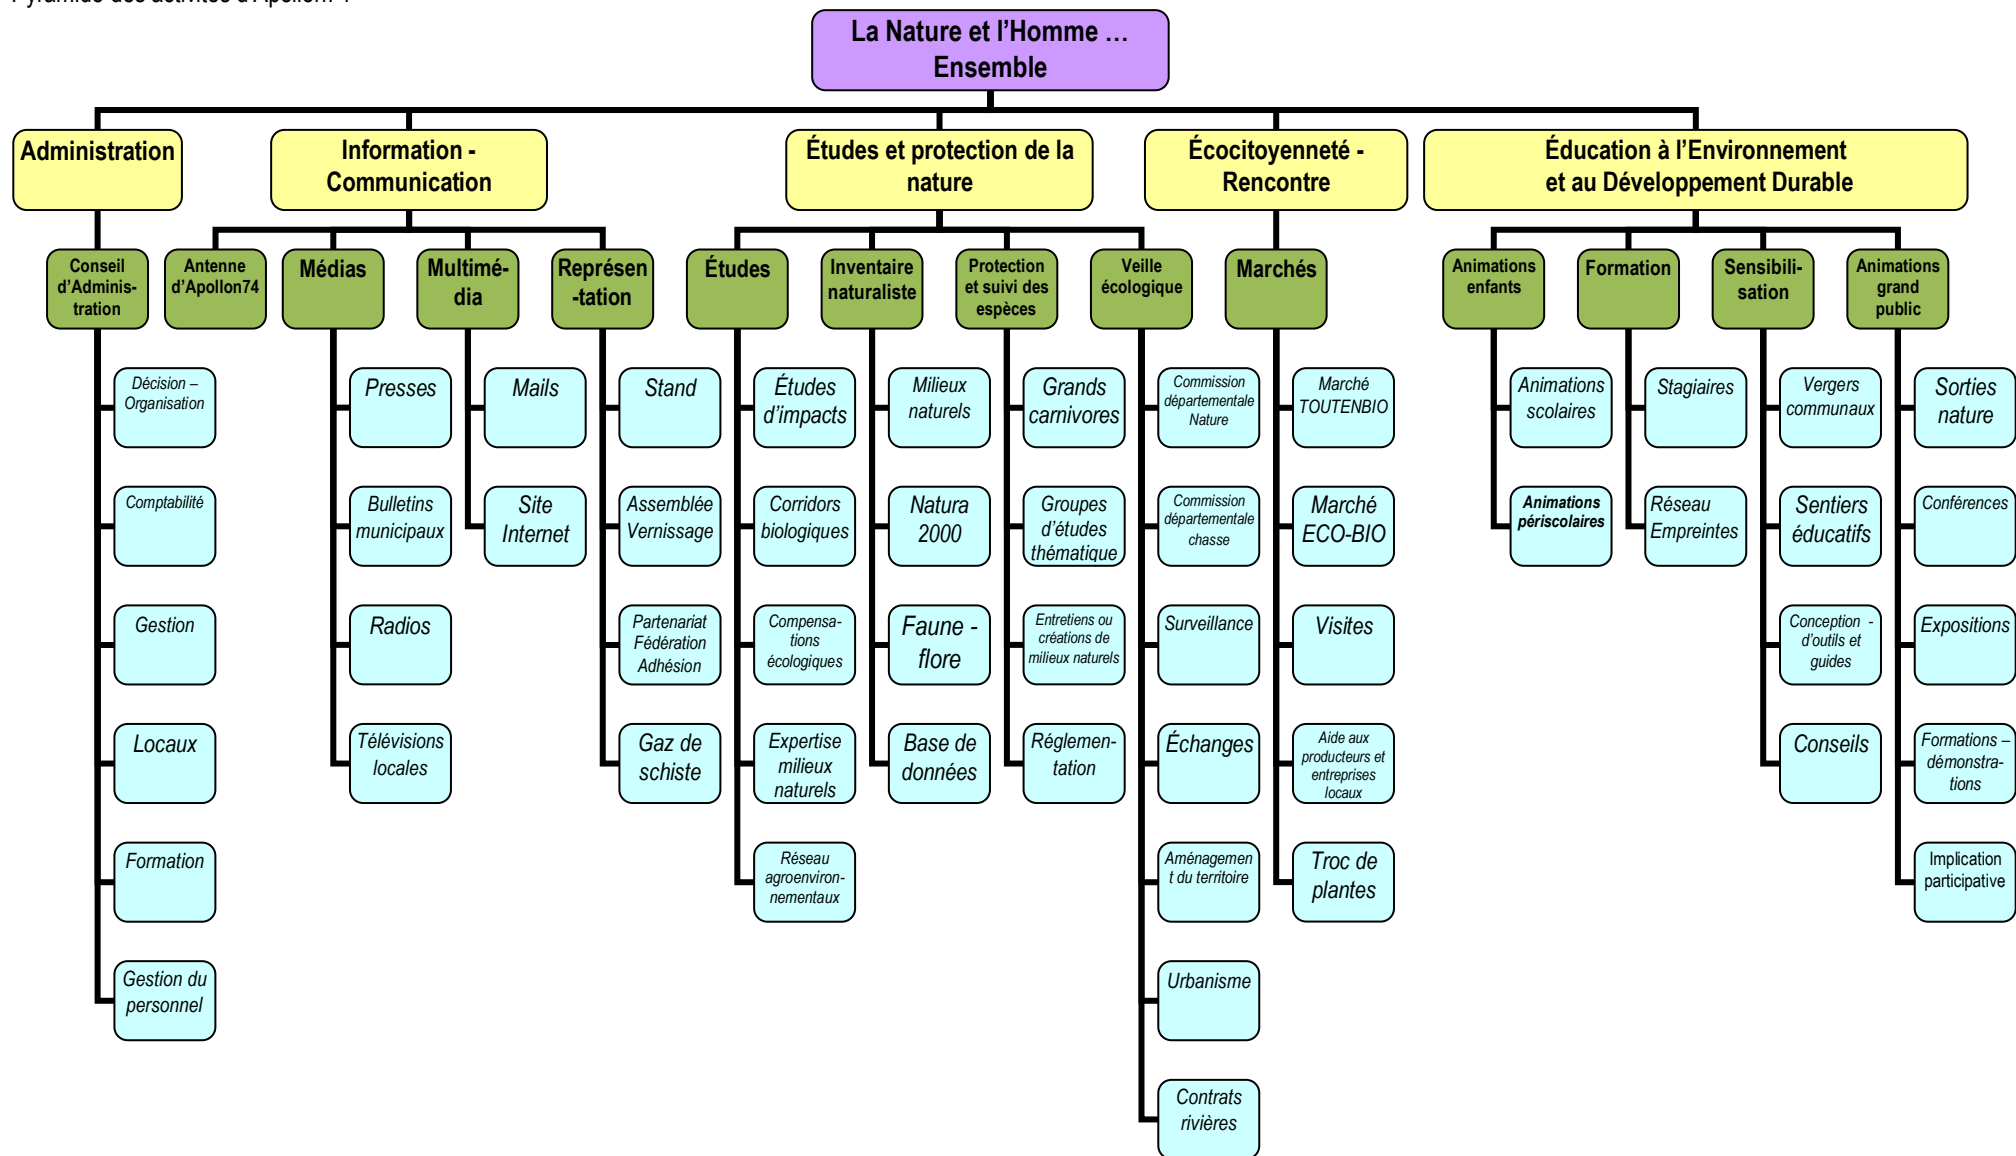 La Nature et l’Homme …
Ensemble
Administration
Information -
Communication
Études et protection de la
nature
Écocitoyenneté -
Rencontre
Éducation à l’Environnement
et au Développement Durable
Conseil
d’Adminis-
tration
Antenne
d’Apollon74
Médias
Multimé-
dia
Représen
-tation
Études
Inventaire
naturaliste
Protection
et suivi des
espèces
Veille
écologique
Marchés
Animations
enfants
Formation
Sensibili-
sation
Animations
grand
public
Décision –
Organisation
Presses
Mails
Stand
Études
d’impacts
Milieux
naturels
Grands
carnivores
Commission
départementale
Nature
Marché
TOUTENBIO
Animations
scolaires
Stagiaires
Vergers
communaux
Sorties
nature
Comptabilité
Bulletins
municipaux
Site
Internet
Assemblée
Vernissage
Corridors
biologiques
Natura
2000
Groupes
d’études
thématique
Commission
départementale
chasse
Marché
ECO-BIO
Animations
périscolaires
Réseau
Empreintes
Sentiers
éducatifs
Conférences
Gestion
Radios
Partenariat
Fédération
Adhésion
Compensa-
tions
écologiques
Faune -
flore
Entretiens ou
créations de
milieux naturels
Surveillance
Visites
Conception -
d’outils et
guides
Expositions
Locaux
Télévisions
locales
Gaz de
schiste
Expertise
milieux
naturels
Base de
données
Réglemen-
tation
Échanges
Aide aux
producteurs et
entreprises
locaux
Conseils
Formations –
démonstra-
tions
Formation
Réseau
agroenviron-
nementaux
Aménagemen
t du territoire
Troc de
plantes
Implication
participative
Gestion du
personnel
Urbanisme
Contrats
rivières